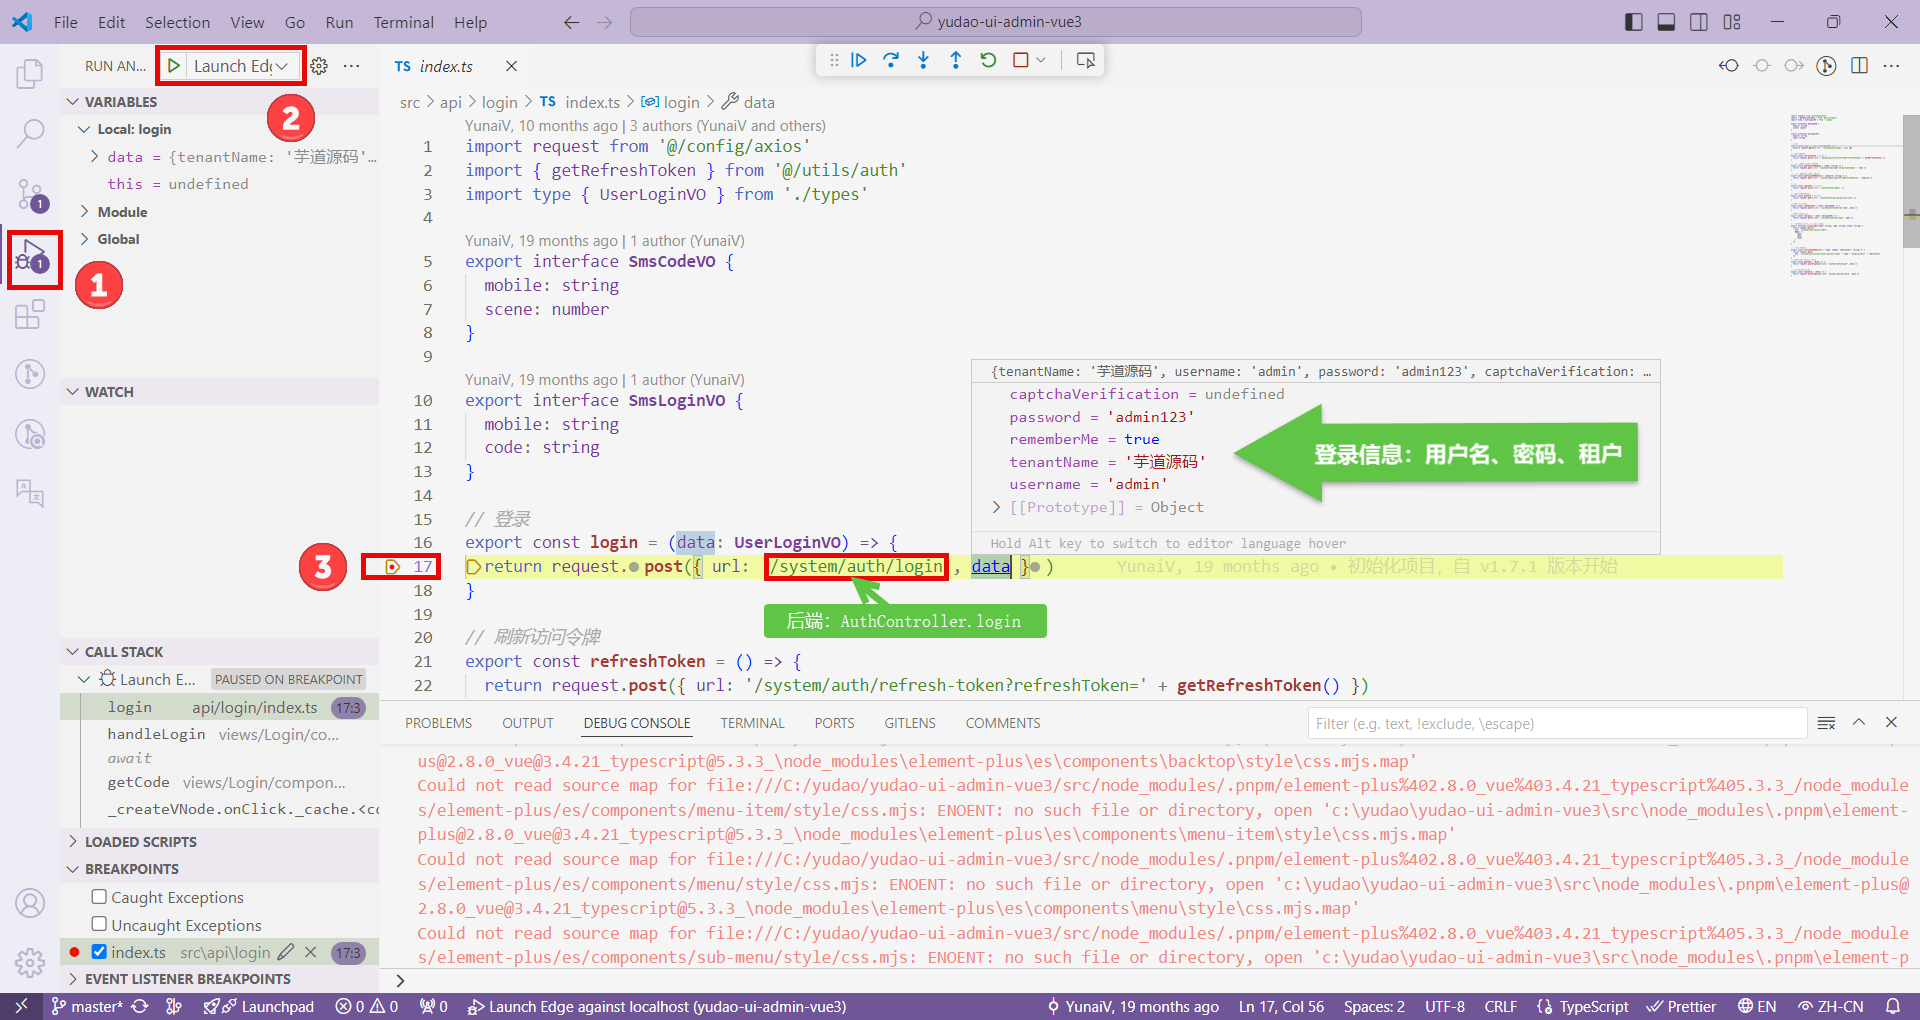 File Edit Selection View Go Run Terminal Help
yudao-ui-admin-vue3
RUN AN...
Launch Edg
2
VARIABLES
Local: login
data = {tenantName: '芋道源码'...
this = undefined
Module
Global
1
1
1
WATCH
CALL STACK
Launch E... PAUSED ON BREAKPOINT
login api/login/index.ts 17:3
handleLogin views/Login/co...
await
getCode views/Login/compon...
_createVNode.onClick._cache.<cc
LOADED SCRIPTS
BREAKPOINTS
Caught Exceptions
Uncaught Exceptions
index.ts src\api\login 17:3
EVENT LISTENER BREAKPOINTS
TS index.ts
src > api > login > TS index.ts > login > data
YunaiV, 10 months ago | 3 authors (YunaiV and others)
1 import request from '@/config/axios'
2 import { getRefreshToken } from '@/utils/auth'
3 import type { UserLoginVO } from './types'
4
YunaiV, 19 months ago | 1 author (YunaiV)
5 export interface SmsCodeVO {
6 mobile: string
7 scene: number
8 }
9
YunaiV, 19 months ago | 1 author (YunaiV)
10 export interface SmsLoginVO {
11 mobile: string
12 code: string
13 }
14
15 // 登录
16 export const login = (data: UserLoginVO) => {
3
17 return request.post({ url: '/system/auth/login', data })
YunaiV, 19 months ago • 初始化项目，自 v1.7.1 版本开始
18 }
后端：AuthController.login
19
20 // 刷新访问令牌
21 export const refreshToken = () => {
22 return request.post({ url: '/system/auth/refresh-token?refreshToken=' + getRefreshToken() })
{tenantName: '芋道源码', username: 'admin', password: 'admin123', captchaVerification: …
captchaVerification = undefined
password = 'admin123'
rememberMe = true
tenantName = '芋道源码'
username = 'admin'
[[Prototype]] = Object
Hold Alt key to switch to editor language hover
登录信息：用户名、密码、租户
PROBLEMS OUTPUT DEBUG CONSOLE TERMINAL PORTS GITLENS COMMENTS
Filter (e.g. text, !exclude, \escape)
us@2.8.0_vue@3.4.21_typescript@5.3.3_\node_modules\element-plus\es\components\backtop\style\css.mjs.map'
Could not read source map for file:///C:/yudao/yudao-ui-admin-vue3/src/node_modules/.pnpm/element-plus%402.8.0_vue%403.4.21_typescript%405.3.3_/node_module
s/element-plus/es/components/menu-item/style/css.mjs: ENOENT: no such file or directory, open 'c:\yudao\yudao-ui-admin-vue3\src\node_modules\.pnpm\element-
plus@2.8.0_vue@3.4.21_typescript@5.3.3_\node_modules\element-plus\es\components\menu-item\style\css.mjs.map'
Could not read source map for file:///C:/yudao/yudao-ui-admin-vue3/src/node_modules/.pnpm/element-plus%402.8.0_vue%403.4.21_typescript%405.3.3_/node_module
s/element-plus/es/components/menu/style/css.mjs: ENOENT: no such file or directory, open 'c:\yudao\yudao-ui-admin-vue3\src\node_modules\.pnpm\element-plus@
2.8.0_vue@3.4.21_typescript@5.3.3_\node_modules\element-plus\es\components\menu\style\css.mjs.map'
Could not read source map for file:///C:/yudao/yudao-ui-admin-vue3/src/node_modules/.pnpm/element-plus%402.8.0_vue%403.4.21_typescript%405.3.3_/node_module
s/element-plus/es/components/sub-menu/style/css.mjs: ENOENT: no such file or directory, open 'c:\yudao\yudao-ui-admin-vue3\src\node_modules\.pnpm\element-p
master* Launchpad 0 0 0 Launch Edge against localhost (yudao-ui-admin-vue3) YunaiV, 19 months ago Ln 17, Col 56 Spaces: 2 UTF-8 CRLF TypeScript Prettier EN ZH-CN